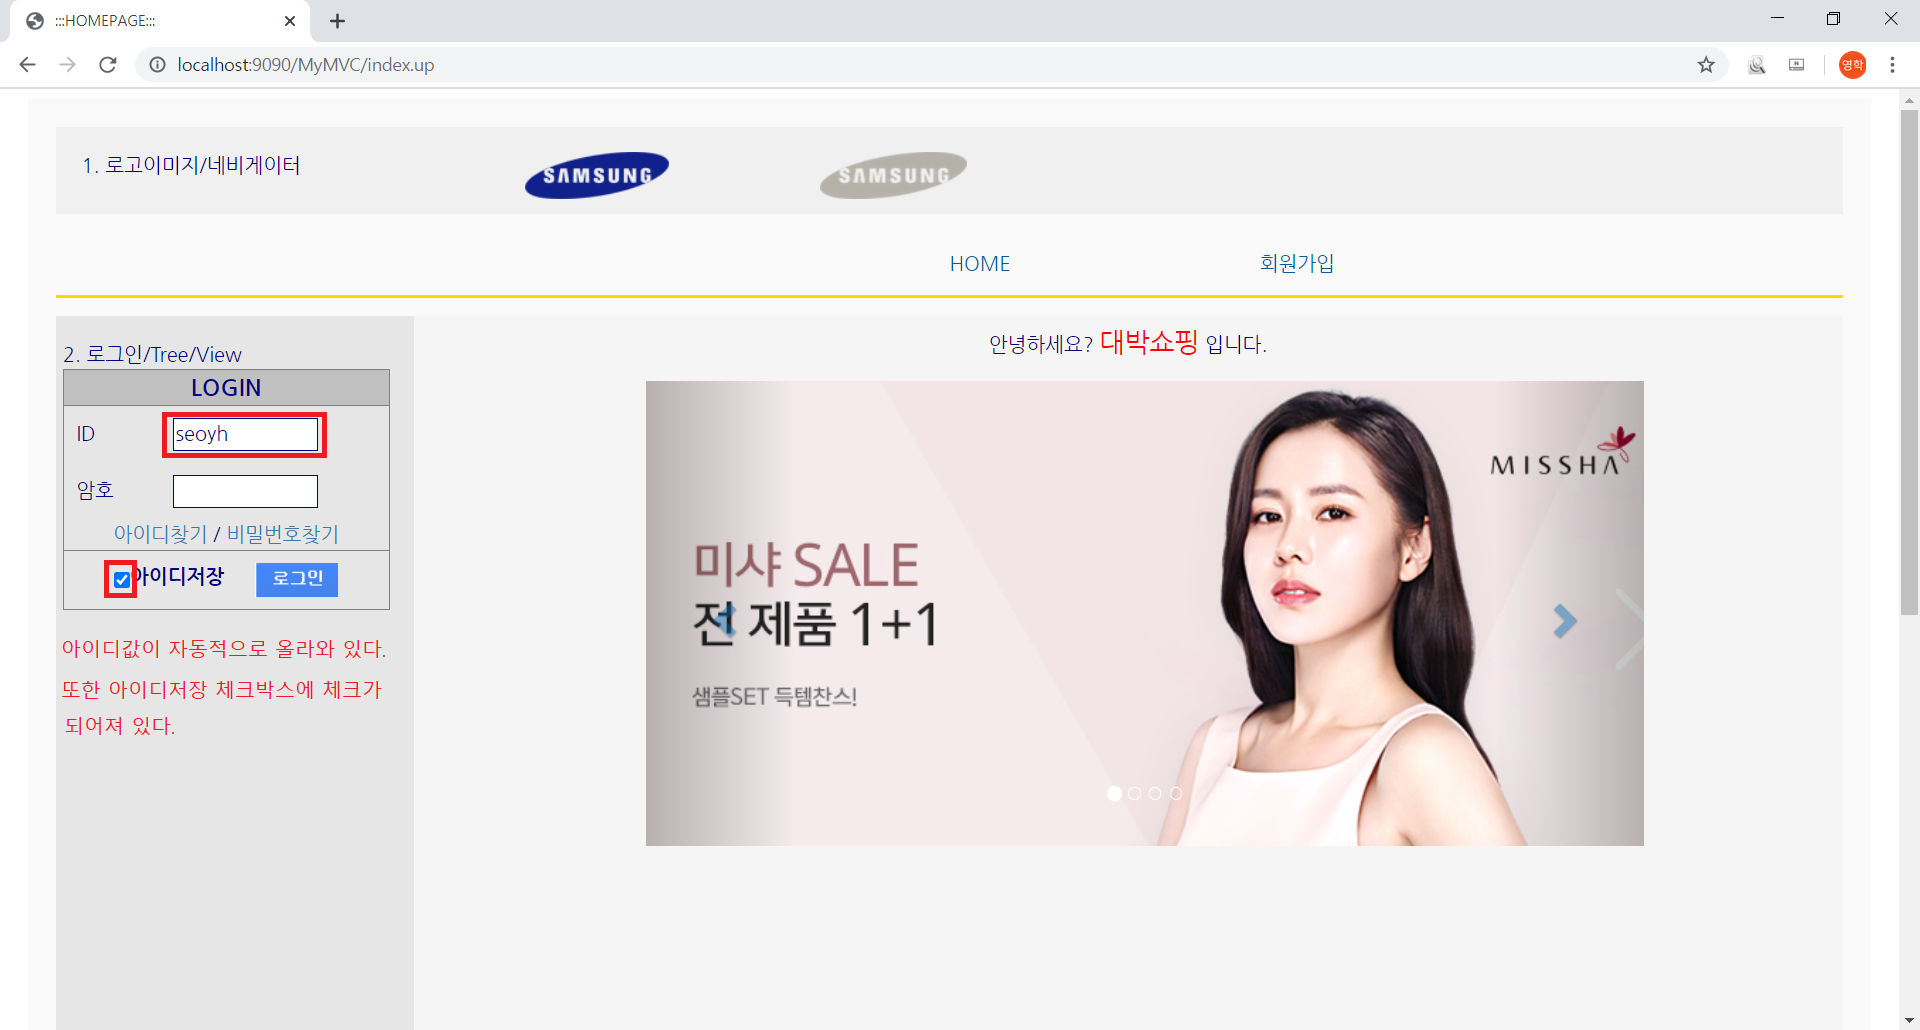 :::HOMEPAGE:::
localhost:9090/MyMVC/index.up
영학
1. 로고이미지/네비게이터
SAMSUNG
SAMSUNG
HOME
회원가입
2. 로그인/Tree/View
LOGIN
ID
seoyh
암호
아이디찾기 / 비밀번호찾기
아이디저장
로그인
아이디값이 자동적으로 올라와 있다.
또한 아이디저장 체크박스에 체크가
되어져 있다.
안녕하세요? 대박쇼핑 입니다.
MISSHA
미샤 SALE
전 제품 1+1
샘플SET 득템찬스!